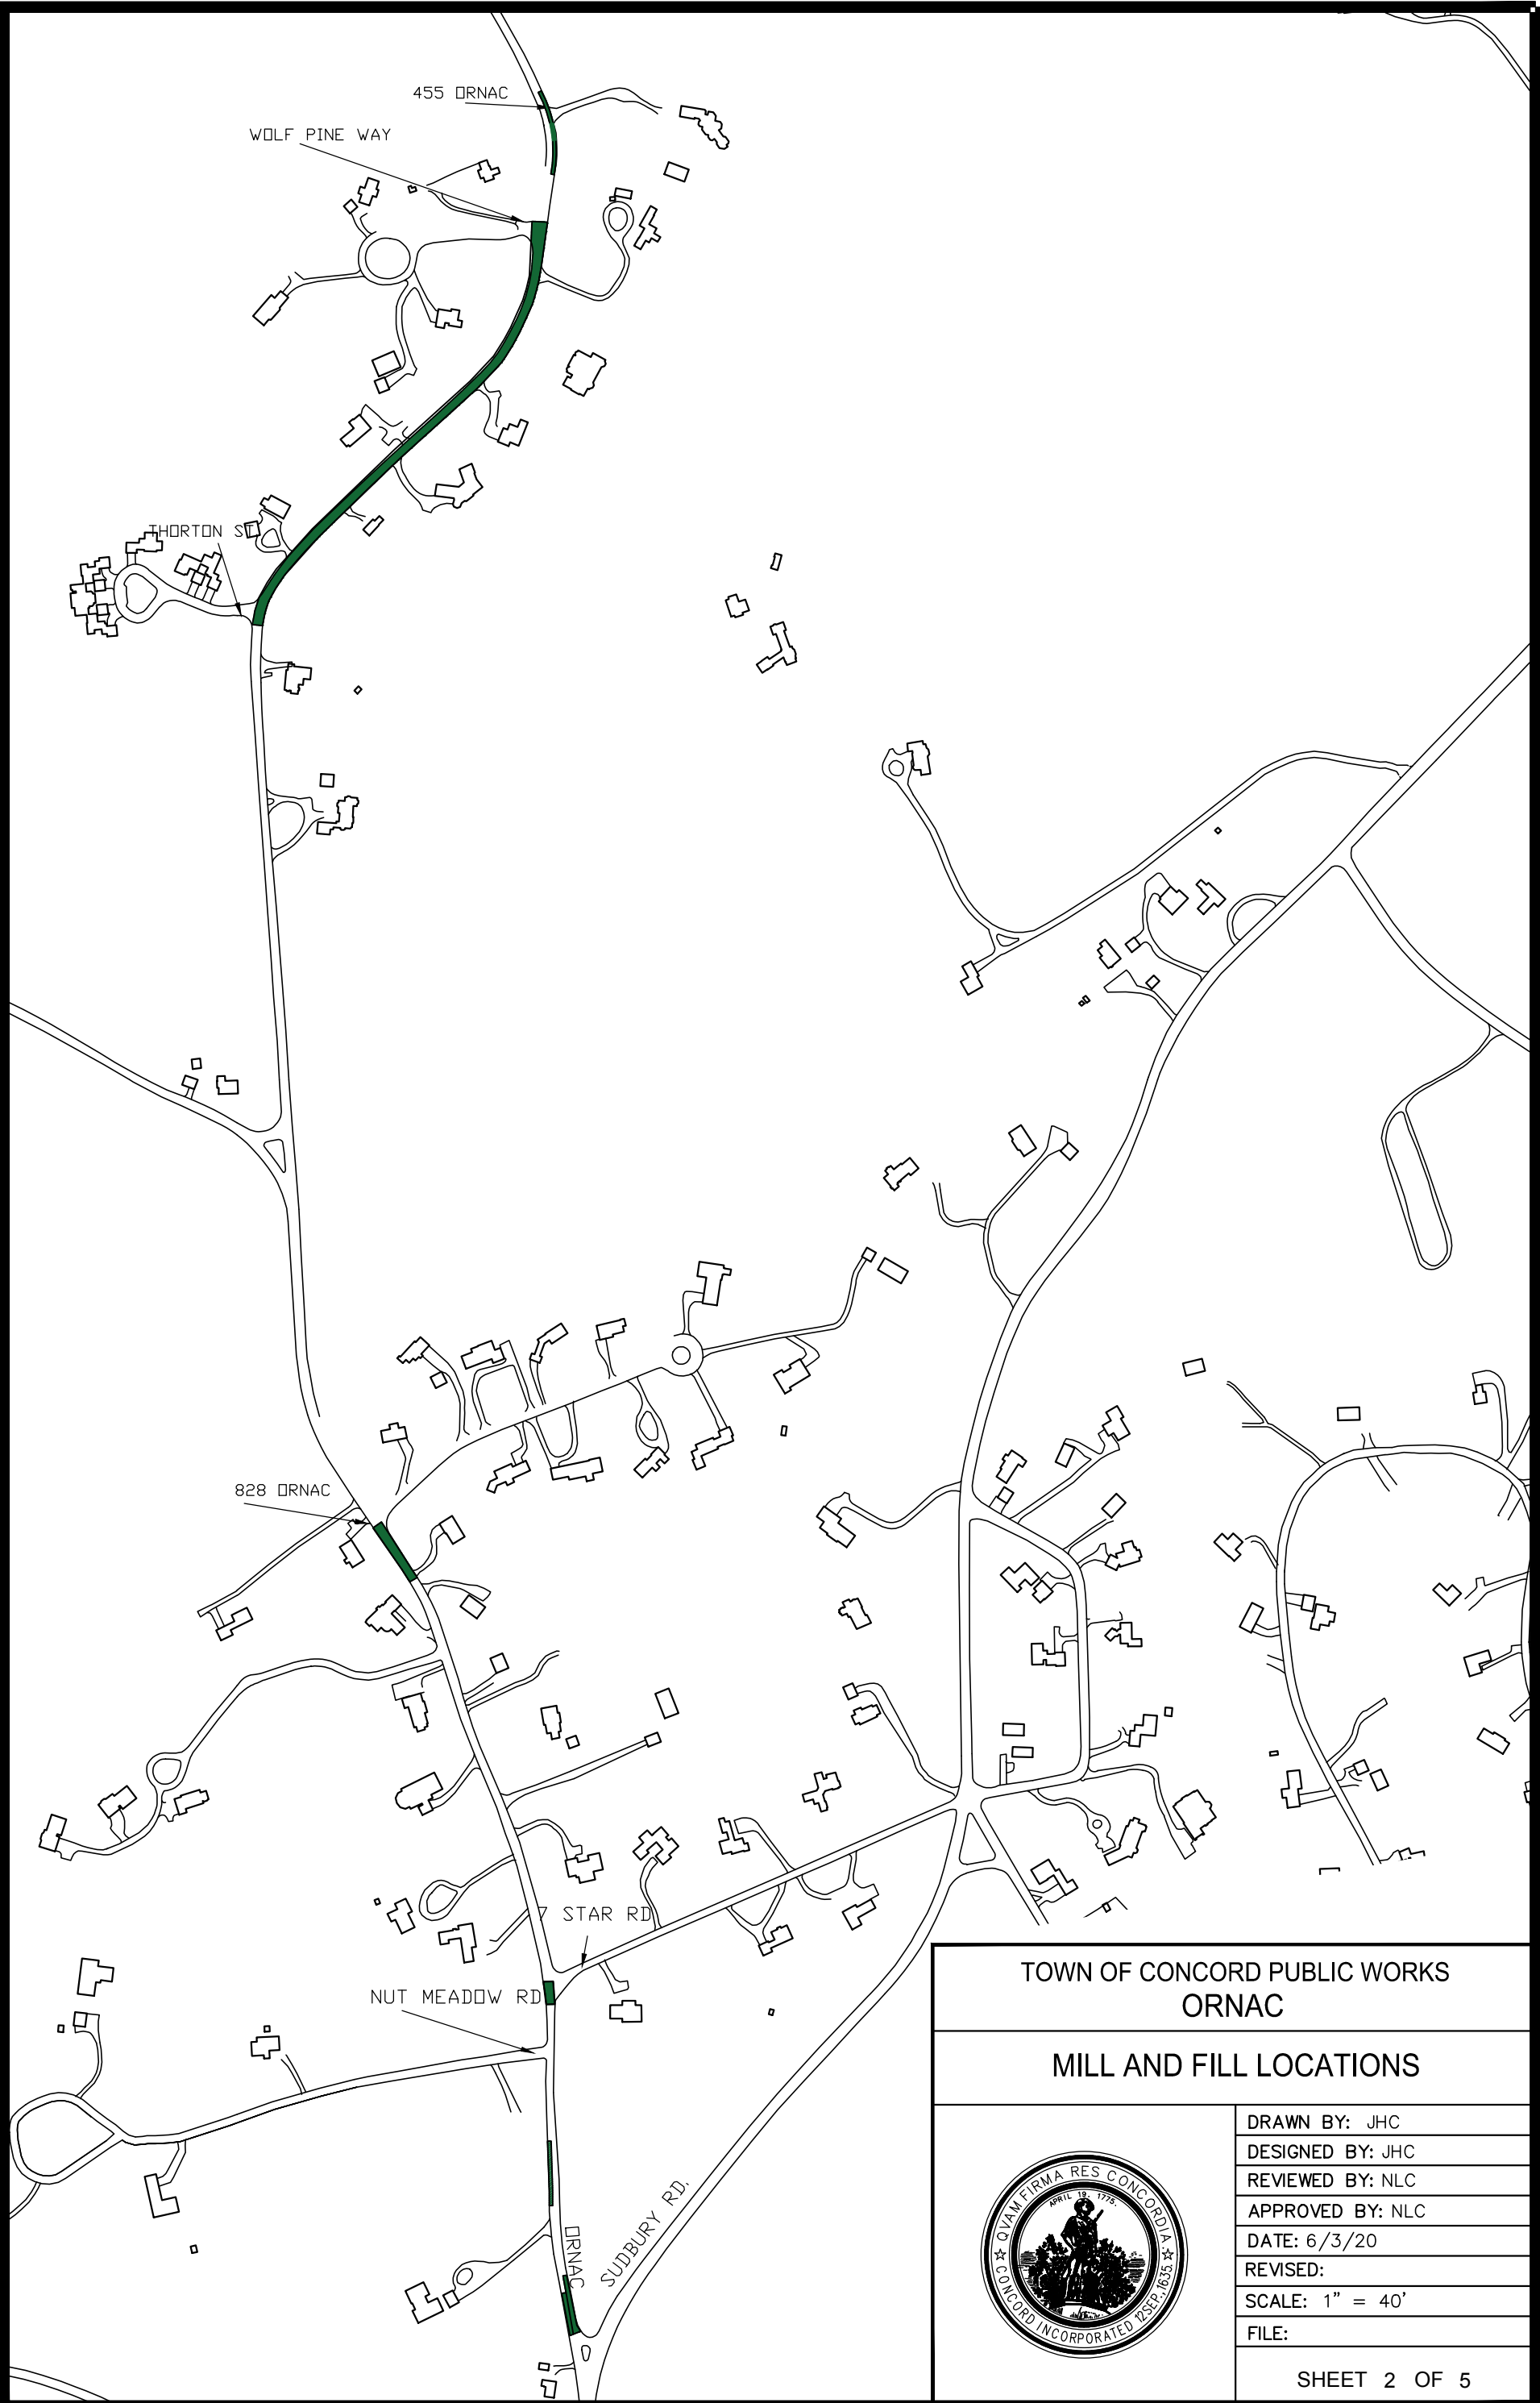 455 ORNAC
WOLF PINE WAY
THORTON ST
828 ORNAC
7 STAR RD
NUT MEADOW RD
ORNAC
SUDBURY RD.
TOWN OF CONCORD PUBLIC WORKS
ORNAC
MILL AND FILL LOCATIONS
QVAM FIRMA RES CONCORDIA
APRIL 19, 1775.
CONCORD INCORPORATED 12 SEP., 1635.
DRAWN BY: JHC
DESIGNED BY: JHC
REVIEWED BY: NLC
APPROVED BY: NLC
DATE: 6/3/20
REVISED:
SCALE: 1" = 40'
FILE:
SHEET 2 OF 5